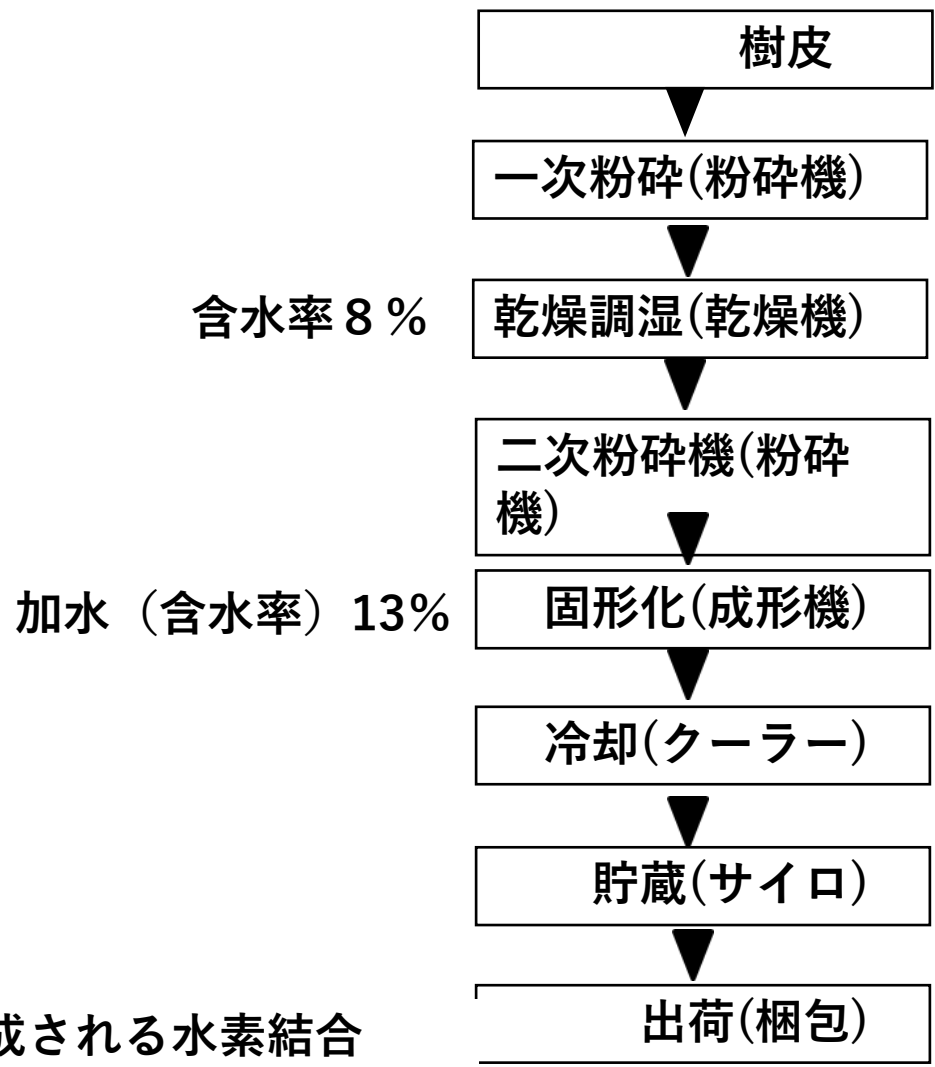 樹皮
一次粉砕(粉砕機)
含水率８％
乾燥調湿(乾燥機)
二次粉砕機(粉砕
機)
加水（含水率）13%
固形化(成形機)
冷却(クーラー)
貯蔵(サイロ)
出荷(梱包)
成される水素結合